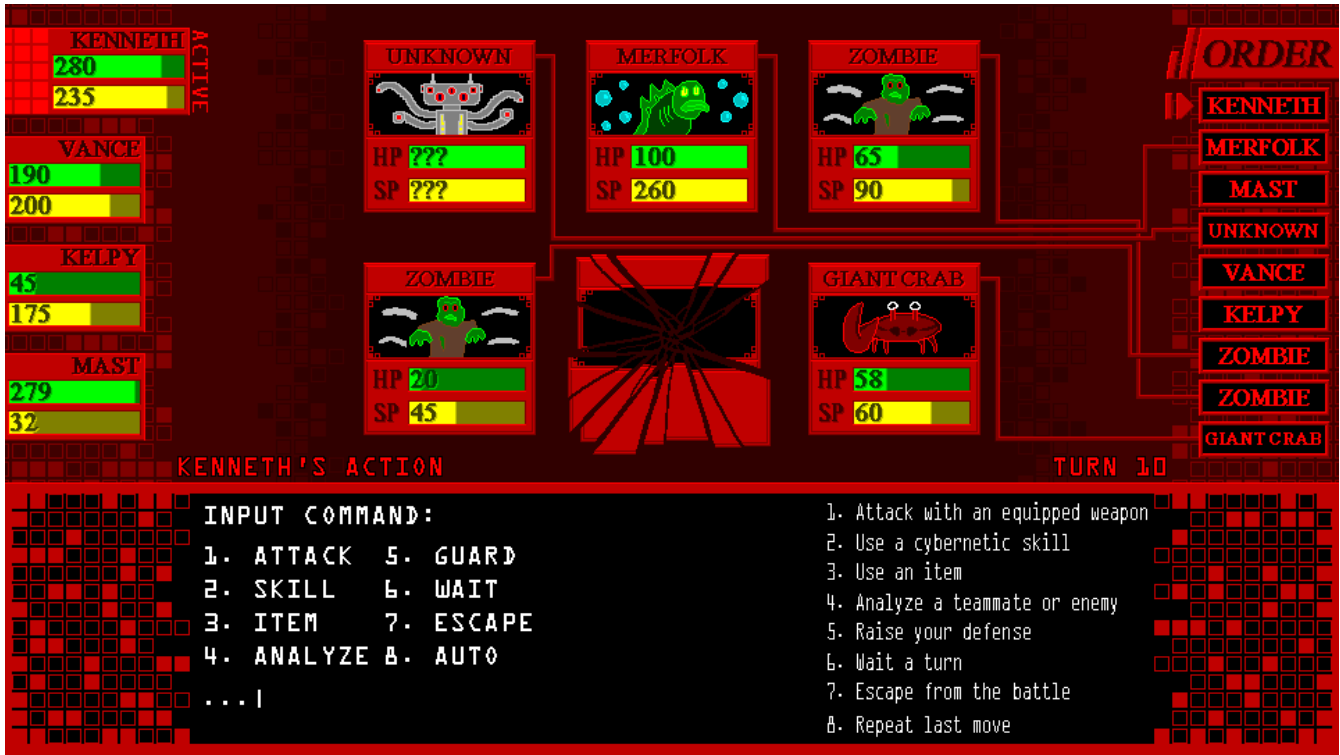 KENNETH
280
235
ACTIVE
VANCE
190
200
KELPY
45
175
MAST
279
32
UNKNOWN
HP ???
SP ???
MERFOLK
HP 100
SP 260
ZOMBIE
HP 65
SP 90
ZOMBIE
HP 20
SP 45
GIANT CRAB
HP 58
SP 60
ORDER
KENNETH
MERFOLK
MAST
UNKNOWN
VANCE
KELPY
ZOMBIE
ZOMBIE
GIANT CRAB
KENNETH'S ACTION
TURN 10
INPUT COMMAND:
1. ATTACK 5. GUARD
2. SKILL 6. WAIT
3. ITEM 7. ESCAPE
4. ANALYZE 8. AUTO
...|
1. Attack with an equipped weapon
2. Use a cybernetic skill
3. Use an item
4. Analyze a teammate or enemy
5. Raise your defense
6. Wait a turn
7. Escape from the battle
8. Repeat last move